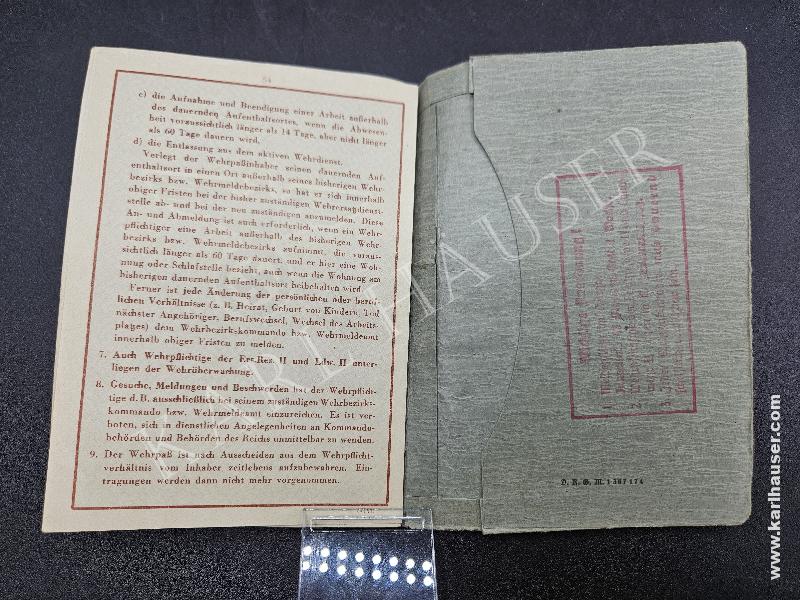 54
c) die Aufnahme und Beendigung einer Arbeit außerhalb
des dauernden Aufenthaltsortes, wenn die Abwesen-
heit voraussichtlich länger als 14 Tage, aber nicht länger
als 60 Tage dauern wird.
d) die Entlassung aus dem aktiven Wehrdienst.
Verlegt der Wehrpaßinhaber seinen dauernden Auf-
enthaltsort in einen Ort außerhalb seines bisherigen Wehr-
bezirks bzw. Wehrmeldebezirks, so hat er sich innerhalb
obiger Fristen bei der bisher zuständigen Wehrersatzdienst-
stelle ab- und bei der neu zuständigen anzumelden. Diese
An- und Abmeldung ist auch erforderlich, wenn ein Wehr-
pflichtiger eine Arbeit außerhalb des bisherigen Wehr-
bezirks bzw. Wehrmeldebezirks aufnimmt, die voraus-
sichtlich länger als 60 Tage dauert, und er hier eine Woh-
nung oder Schlafstelle bezieht, auch wenn die Wohnung am
bisherigen dauernden Aufenthaltsort beibehalten wird.
Ferner ist jede Änderung der persönlichen oder beruf-
lichen Verhältnisse (z. B. Heirat, Geburt von Kindern, Tod
nächster Angehöriger, Berufswechsel, Wechsel des Arbeits-
platzes) dem Wehrbezirkskommando bzw. Wehrmeldeamt
innerhalb obiger Fristen zu melden.
7. Auch Wehrpflichtige der Ers.Res. II und Ldw. II unter-
liegen der Wehrüberwachung.
8. Gesuche, Meldungen und Beschwerden hat der Wehrpflich-
tige d. B. ausschließlich bei seinem zuständigen Wehrbezirks-
kommando bzw. Wehrmeldeamt einzureichen. Es ist ver-
boten, sich in dienstlichen Angelegenheiten an Kommando-
behörden und Behörden des Reichs unmittelbar zu wenden.
9. Der Wehrpaß ist nach Ausscheiden aus dem Wehrpflicht-
verhältnis vom Inhaber zeitlebens aufzubewahren. Ein-
tragungen werden dann nicht mehr vorgenommen.
D. R. G. M. 1 387 174
KARL HAUSER
www.karlhauser.com